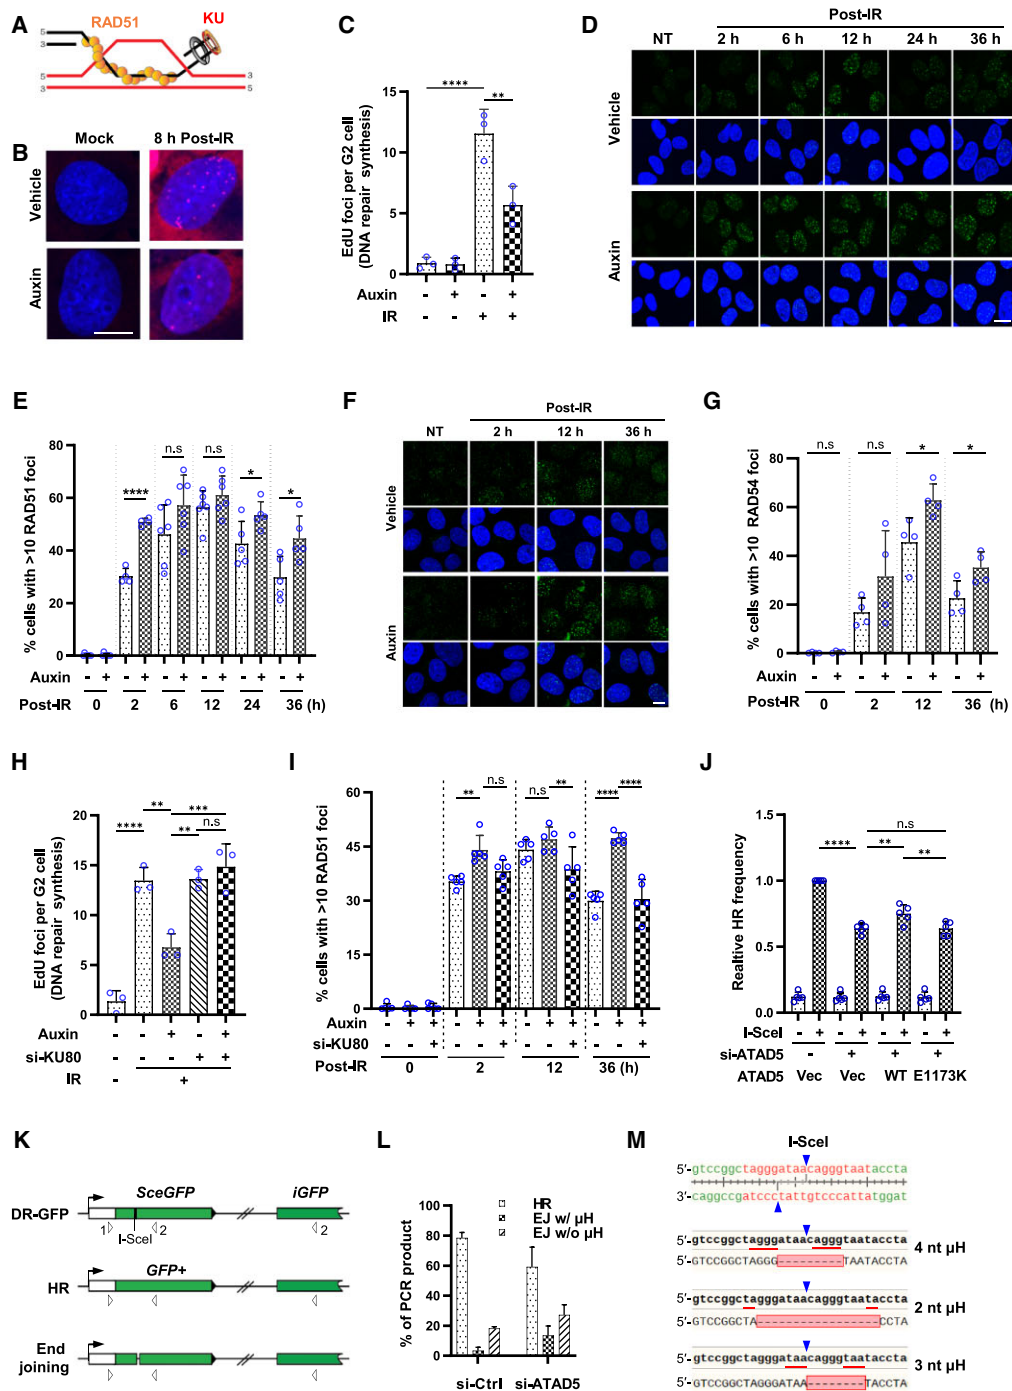 A
RAD51
KU
5
3
5
3
3
B
Mock
8 h Post-IR
Vehicle
Auxin
C
EdU foci per G2 cell
(DNA repair synthesis)
15
10
5
0
****
**
Auxin
- + - +
IR
- - + +
D
Post-IR
NT
2 h
6 h
12 h
24 h
36 h
Vehicle
Auxin
E
% cells with >10 RAD51 foci
80
60
40
20
0
****
n.s
n.s
*
*
Auxin
- + - + - + - + - + - +
Post-IR
0 2 6 12 24 36 (h)
F
Post-IR
NT
2 h
12 h
36 h
Vehicle
Auxin
G
% cells with >10 RAD54 foci
80
60
40
20
0
n.s
n.s
*
*
Auxin
- + - + - + - +
Post-IR
0 2 12 36 (h)
H
EdU foci per G2 cell
(DNA repair synthesis)
20
15
10
5
0
****
**
***
**
n.s
Auxin
- - + - +
si-KU80
- - - + +
IR
- +
I
% cells with >10 RAD51 foci
60
45
30
15
0
**
n.s
n.s
**
****
****
Auxin
- + + - + + - + + - + +
si-KU80
- - + - - + - - + - - +
Post-IR
0 2 12 36 (h)
J
Realtive HR frequency
1.5
1.0
0.5
0.0
****
n.s
**
**
I-SceI
- + - + - + - +
si-ATAD5
- + + +
ATAD5
Vec Vec WT E1173K
K
SceGFP
iGFP
DR-GFP
1
2
2
I-SceI
GFP+
HR
End
joining
L
% of PCR product
100
80
60
40
20
0
HR
EJ w/ µH
EJ w/o µH
si-Ctrl
si-ATAD5
M
I-SceI
5'-gtccggctagggataacagggtaataccta
3'-caggccgatccctattgtcccattatggat
5'-gtccggctagggataacagggtaataccta
5'-GTCCGGCTAGGG---------TAATACCTA
4 nt µH
5'-gtccggctagggataacagggtaataccta
5'-GTCCGGCTA-----------------CCTA
2 nt µH
5'-gtccggctagggataacagggtaataccta
5'-GTCCGGCTAGGGATAA--------TACCTA
3 nt µH